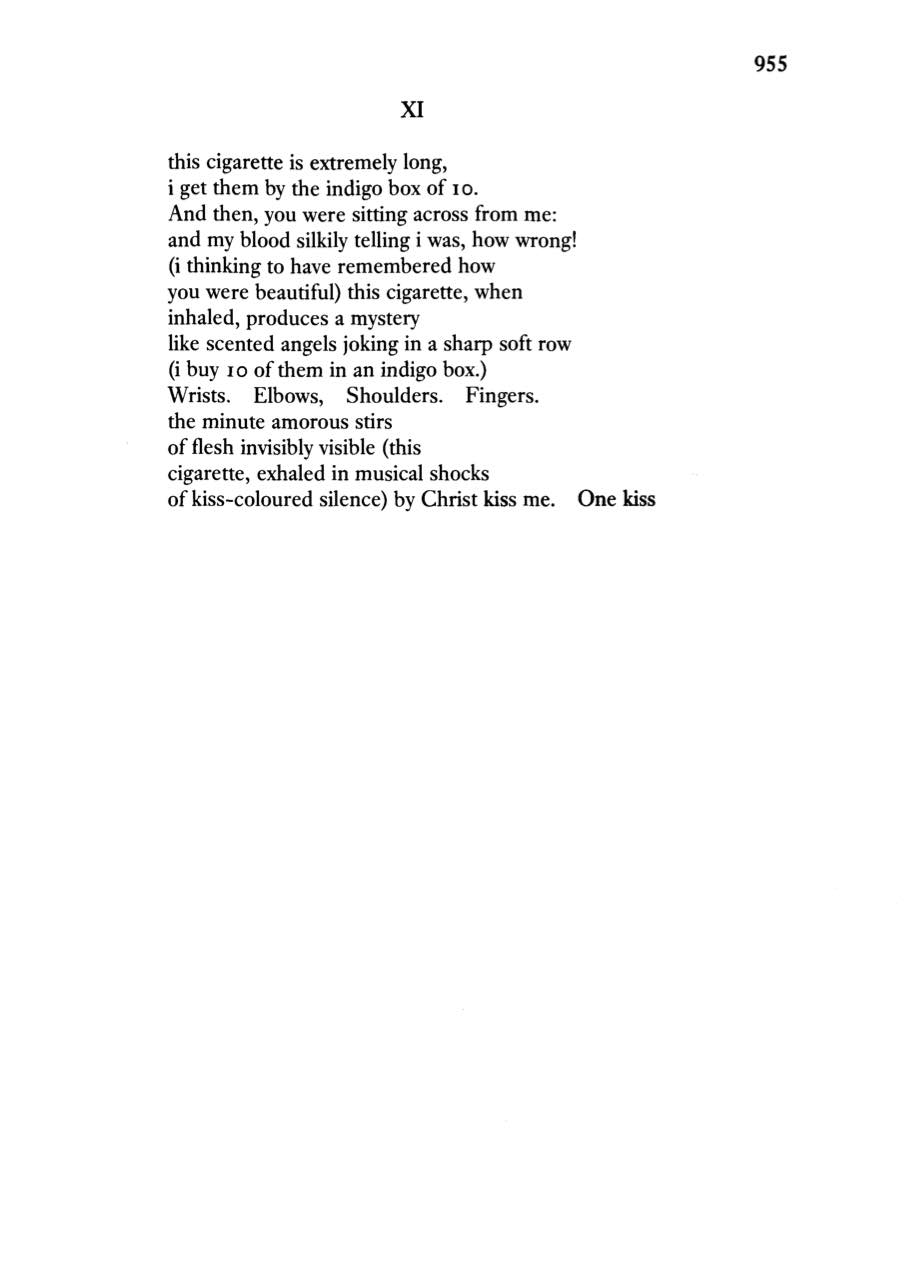 955
XI
this cigarette is extremely long,
i get them by the indigo box of 10.
And then, you were sitting across from me:
and my blood silkily telling i was, how wrong!
(i thinking to have remembered how
you were beautiful) this cigarette, when
inhaled, produces a mystery
like scented angels joking in a sharp soft row
(i buy 10 of them in an indigo box.)
Wrists. Elbows, Shoulders. Fingers.
the minute amorous stirs
of flesh invisibly visible (this
cigarette, exhaled in musical shocks
of kiss-coloured silence) by Christ kiss me. One kiss